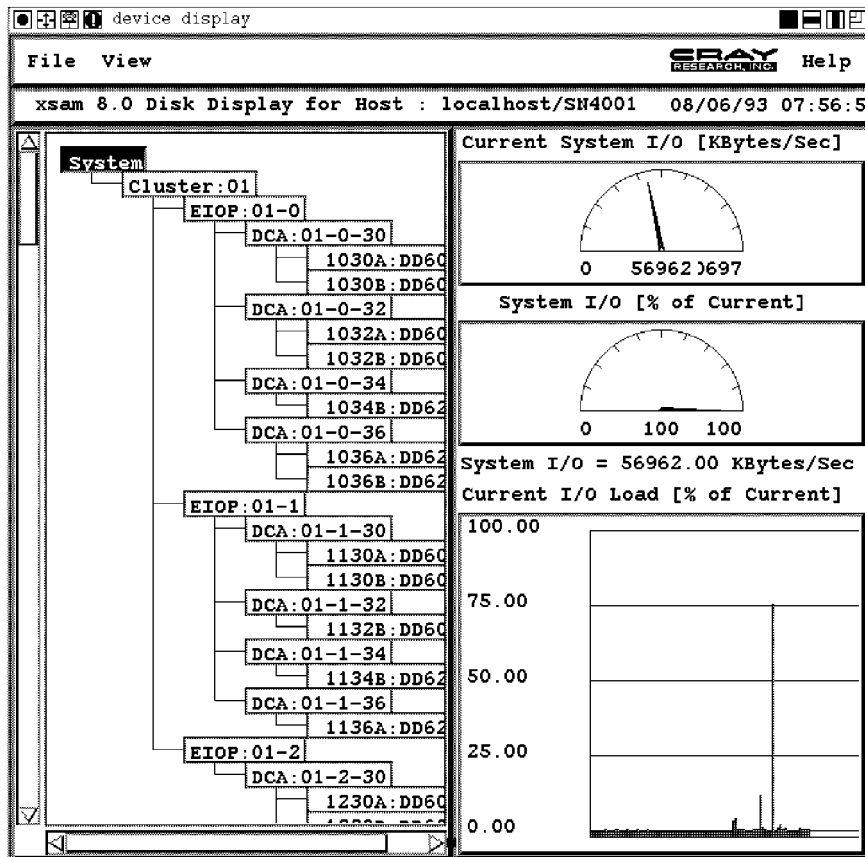 device display
File View CRAY RESEARCH, INC. Help
xsam 8.0 Disk Display for Host : localhost/SN4001 08/06/93 07:56:5
System
Cluster:01
EIOP:01-0
DCA:01-0-30
1030A:DD60
1030B:DD60
DCA:01-0-32
1032A:DD60
1032B:DD60
DCA:01-0-34
1034B:DD62
DCA:01-0-36
1036A:DD62
1036B:DD62
EIOP:01-1
DCA:01-1-30
1130A:DD60
1130B:DD60
DCA:01-1-32
1132B:DD60
DCA:01-1-34
1134B:DD62
DCA:01-1-36
1136A:DD62
EIOP:01-2
DCA:01-2-30
1230A:DD60
Current System I/O [KBytes/Sec]
0 56962 0697
System I/O [% of Current]
0 100 100
System I/O = 56962.00 KBytes/Sec
Current I/O Load [% of Current]
100.00
75.00
50.00
25.00
0.00